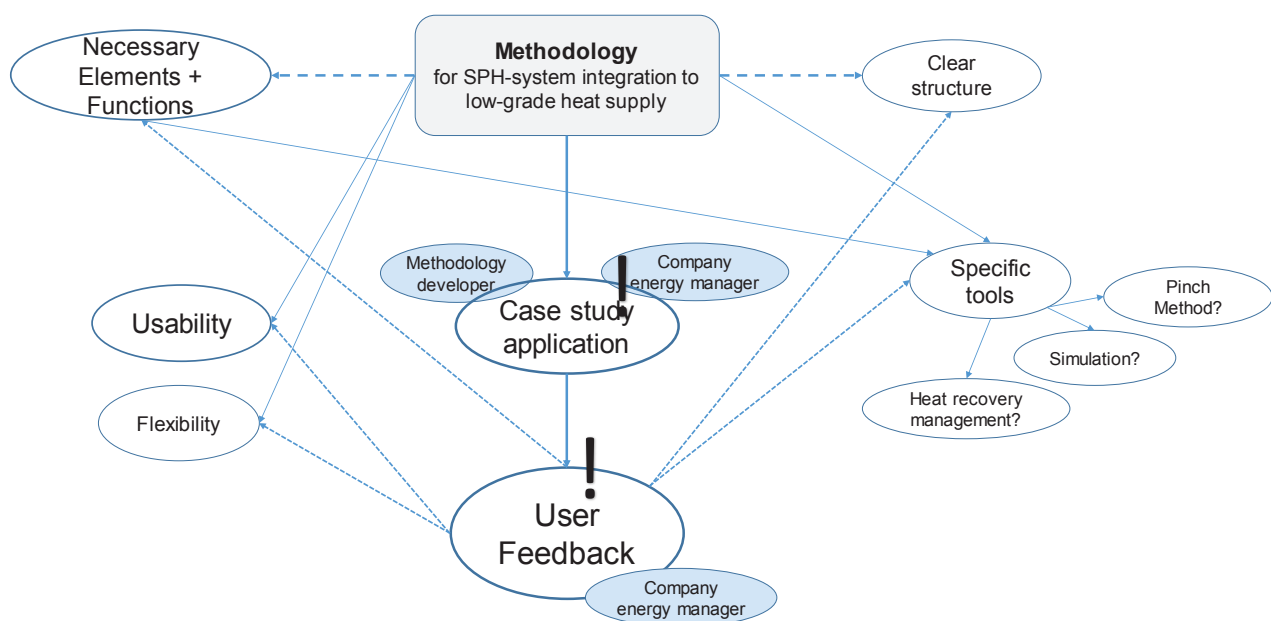 Necessary
Elements +
Functions
Methodology
for SPH-system integration to
low-grade heat supply
Clear
structure
Methodology
developer
!
Company
energy manager
Case study
application
Specific
tools
Pinch
Method?
Simulation?
Heat recovery
management?
Usability
Flexibility
!
User
Feedback
Company
energy manager